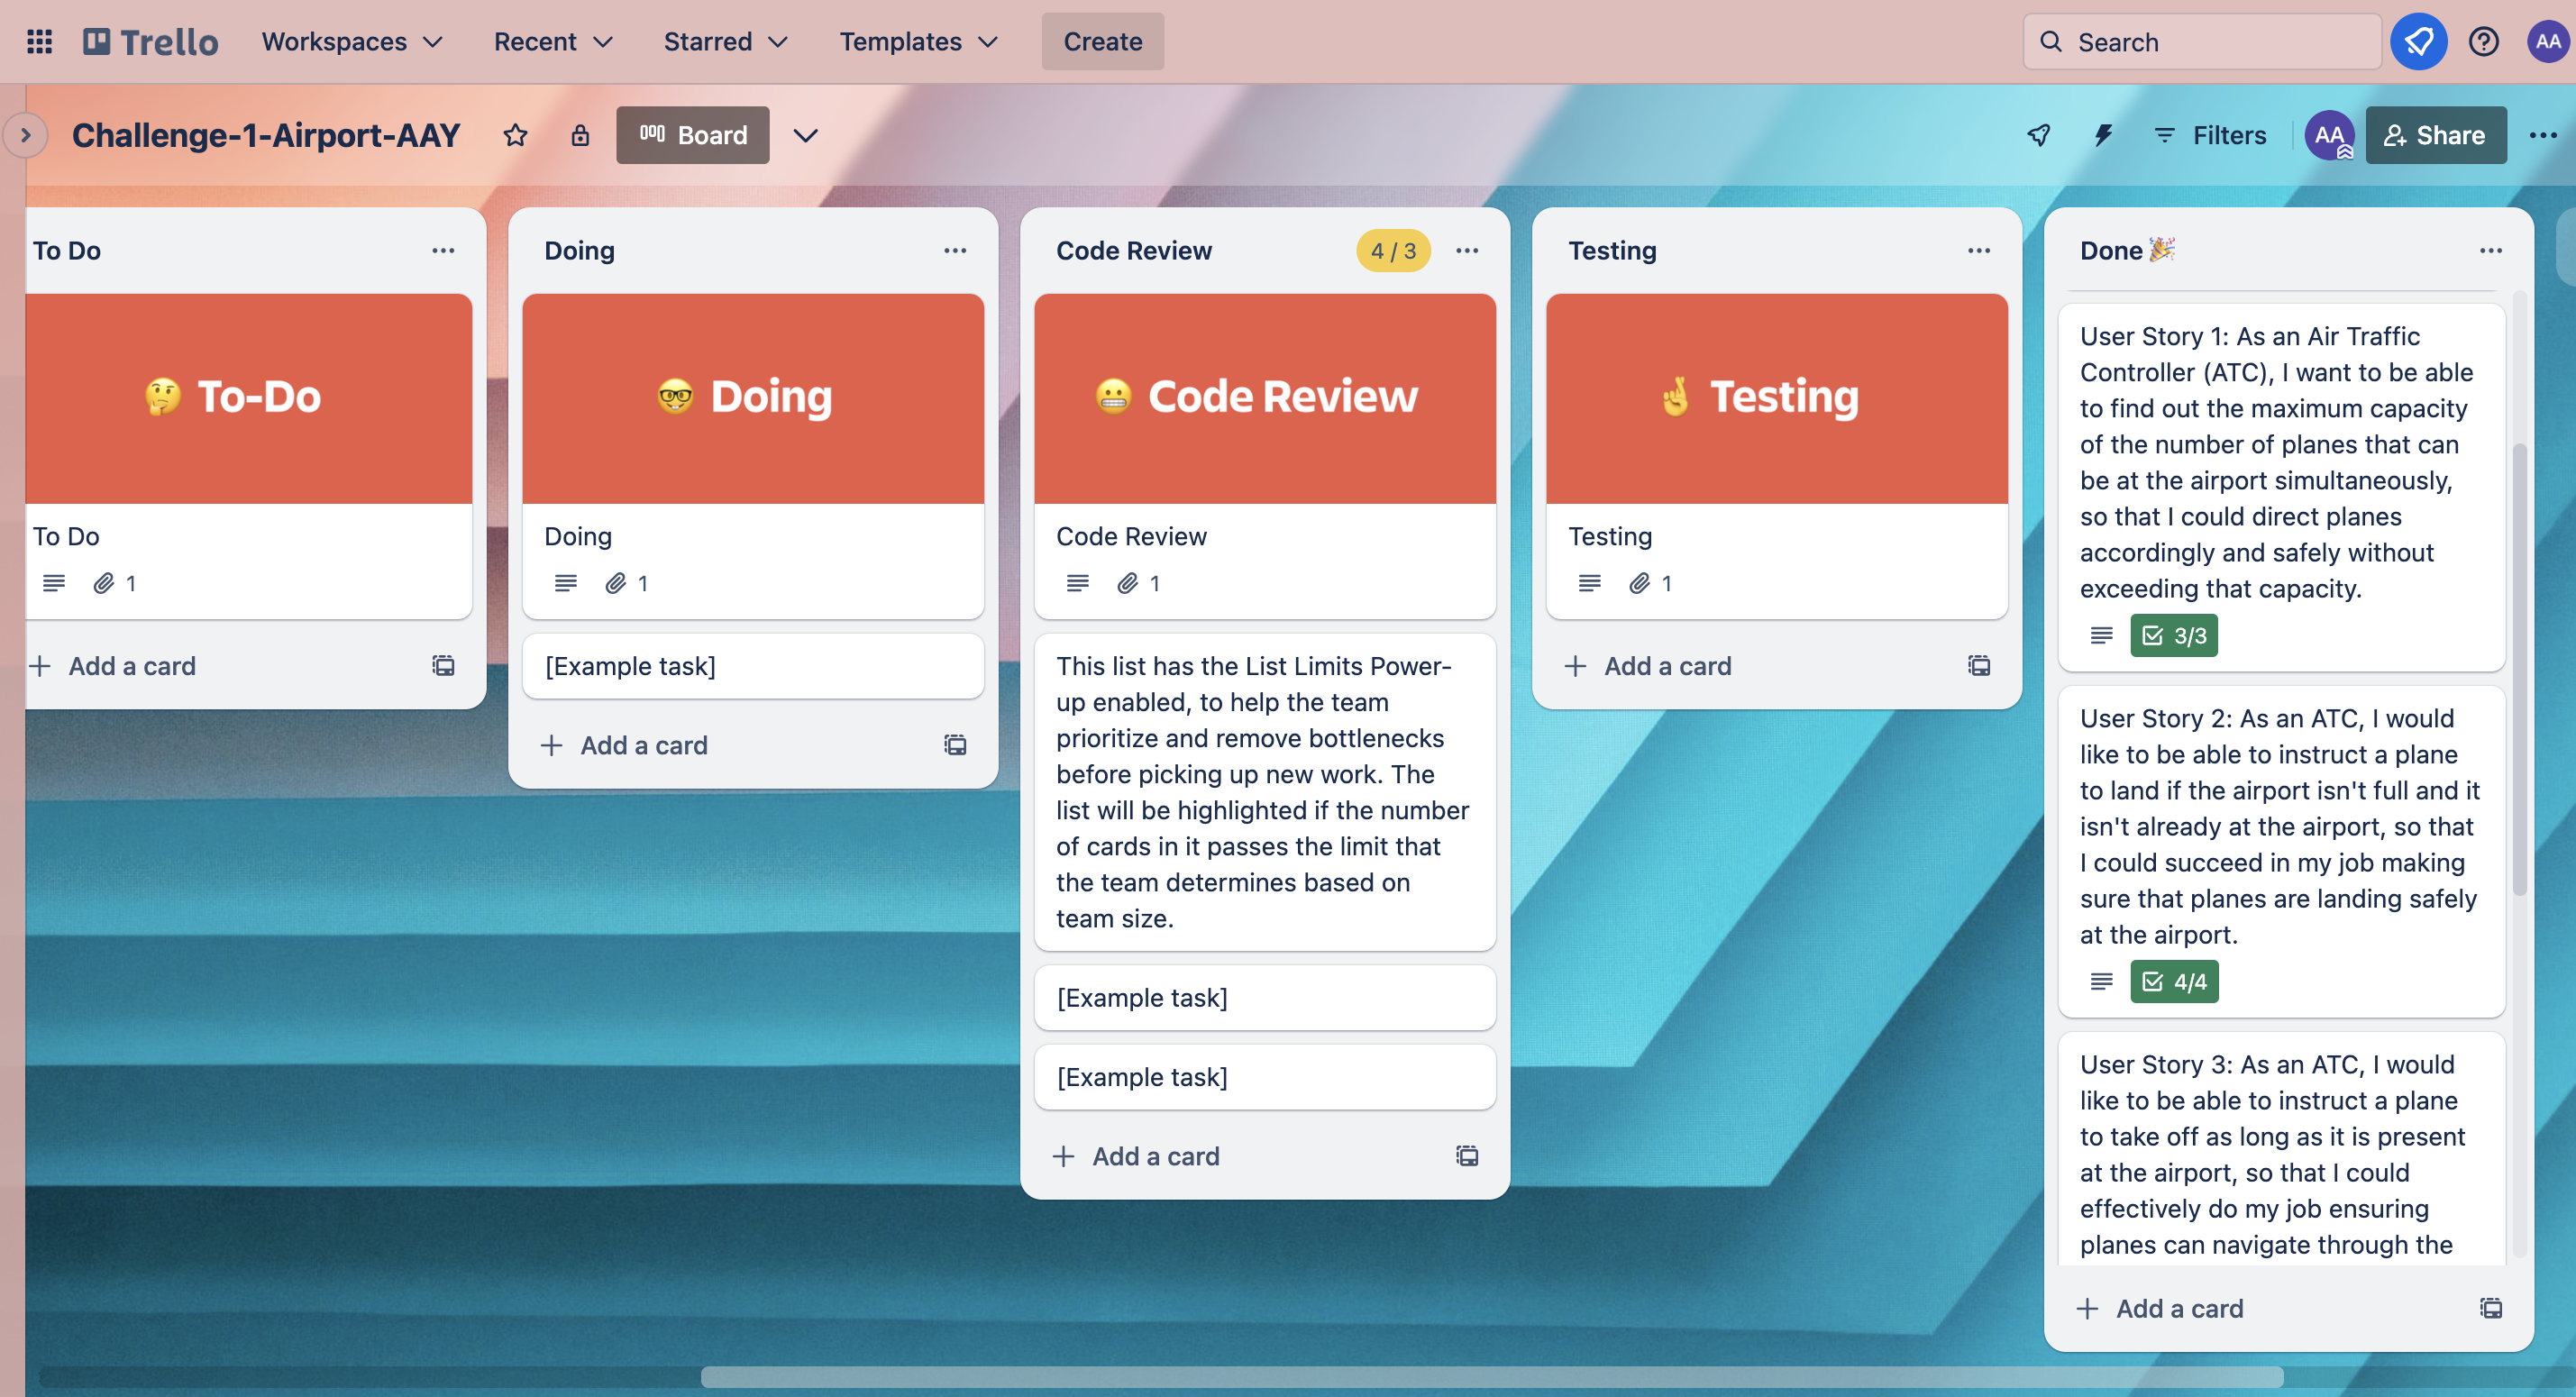 Trello
Workspaces
Recent
Starred
Templates
Create
Search
AA
Challenge-1-Airport-AAY
Board
Filters
AA
Share
To Do
🤔 To-Do
To Do
1
Add a card
Doing
🤓 Doing
Doing
1
[Example task]
Add a card
Code Review
4 / 3
😬 Code Review
Code Review
1
This list has the List Limits Power-
up enabled, to help the team
prioritize and remove bottlenecks
before picking up new work. The
list will be highlighted if the number
of cards in it passes the limit that
the team determines based on
team size.
[Example task]
[Example task]
Add a card
Testing
🤞 Testing
Testing
1
Add a card
Done 🎉
User Story 1: As an Air Traffic
Controller (ATC), I want to be able
to find out the maximum capacity
of the number of planes that can
be at the airport simultaneously,
so that I could direct planes
accordingly and safely without
exceeding that capacity.
3/3
User Story 2: As an ATC, I would
like to be able to instruct a plane
to land if the airport isn't full and it
isn't already at the airport, so that
I could succeed in my job making
sure that planes are landing safely
at the airport.
4/4
User Story 3: As an ATC, I would
like to be able to instruct a plane
to take off as long as it is present
at the airport, so that I could
effectively do my job ensuring
planes can navigate through the
Add a card